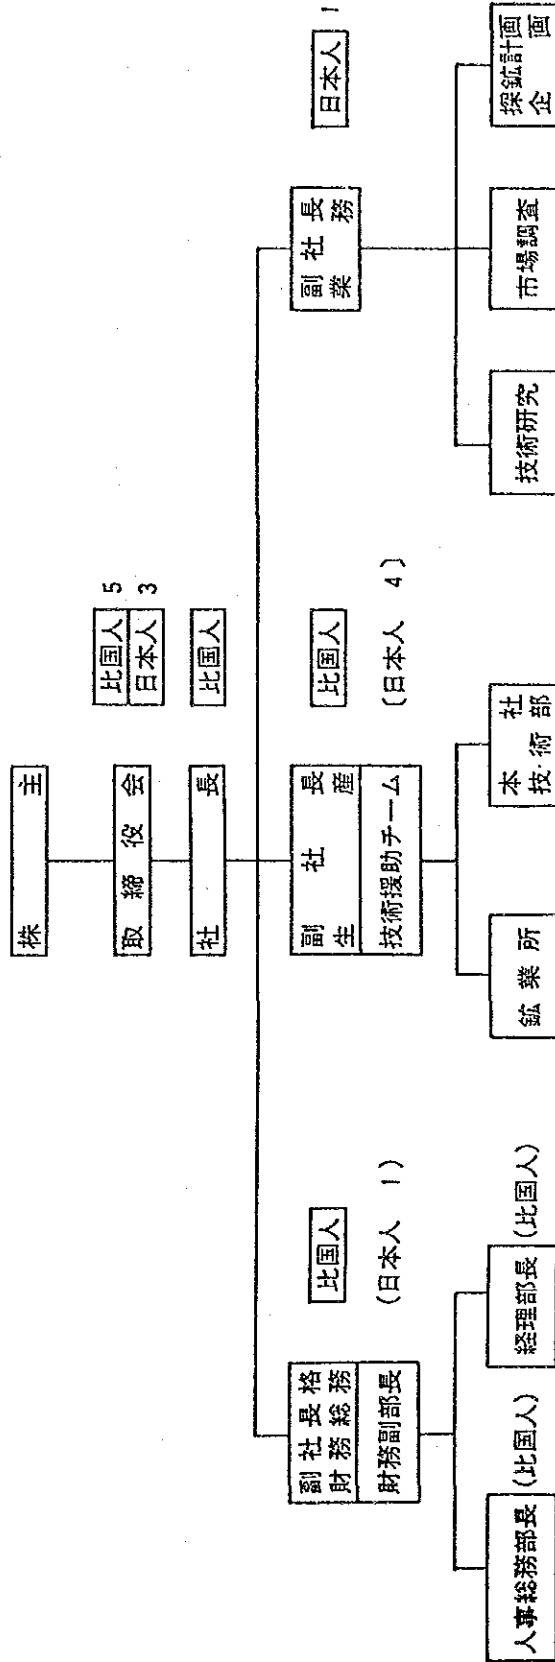 株主
取締役会
比国人 5
日本人 3
社長
比国人
副社長格
財務総務
財務副部長
比国人
(日本人 1)
副社長
生産
技術援助チーム
比国人
(日本人 4)
副社長
業務
日本人 1
人事総務部長
(比国人)
経理部長
(比国人)
鉱業所
本社
技術部
技術研究
市場調査
探鉱計画
企画